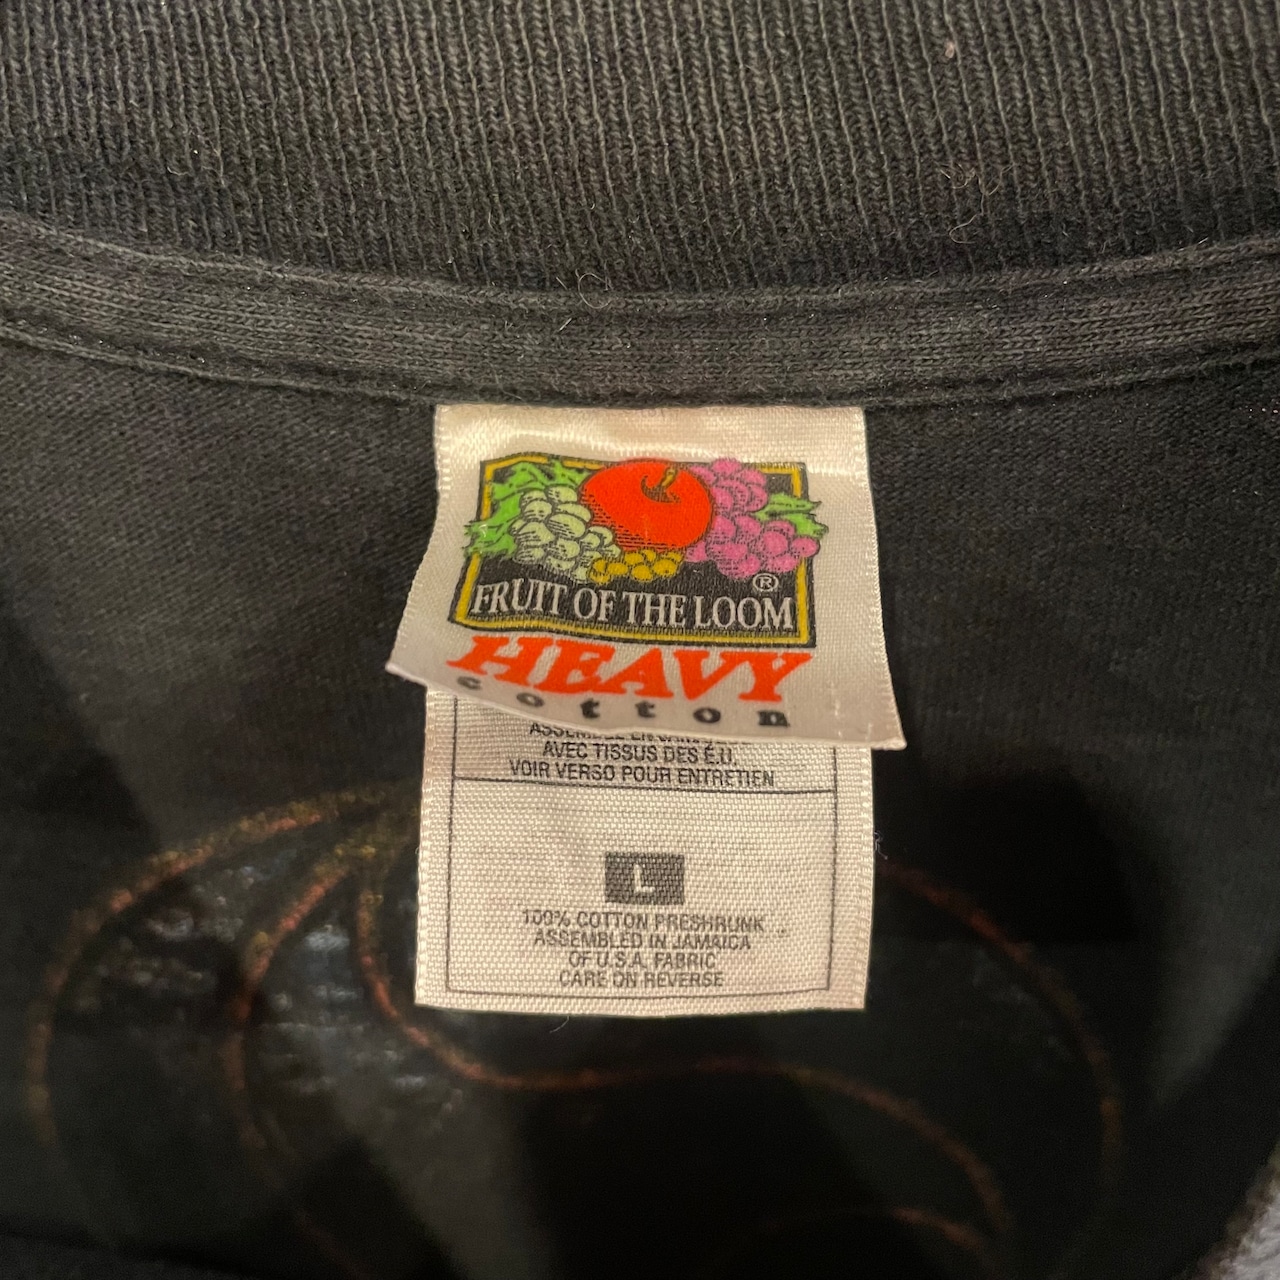 FRUIT OF THE LOOM ®
HEAVY
cotton
AVEC TISSUS DES É.U.
VOIR VERSO POUR ENTRETIEN
L
100% COTTON PRESHRUNK
ASSEMBLED IN JAMAICA
OF U.S.A. FABRIC
CARE ON REVERSE